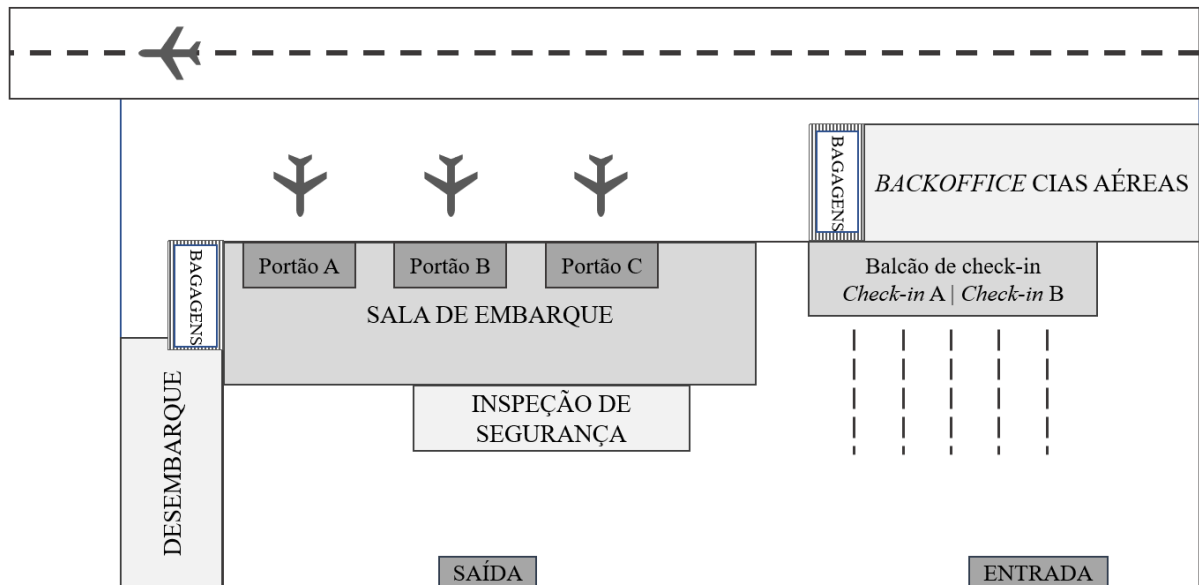 BAGAGENS
BACKOFFICE CIAS AÉREAS
BAGAGENS
Portão A
Portão B
Portão C
SALA DE EMBARQUE
Balcão de check-in
Check-in A | Check-in B
INSPEÇÃO DE
SEGURANÇA
DESEMBARQUE
SAÍDA
ENTRADA